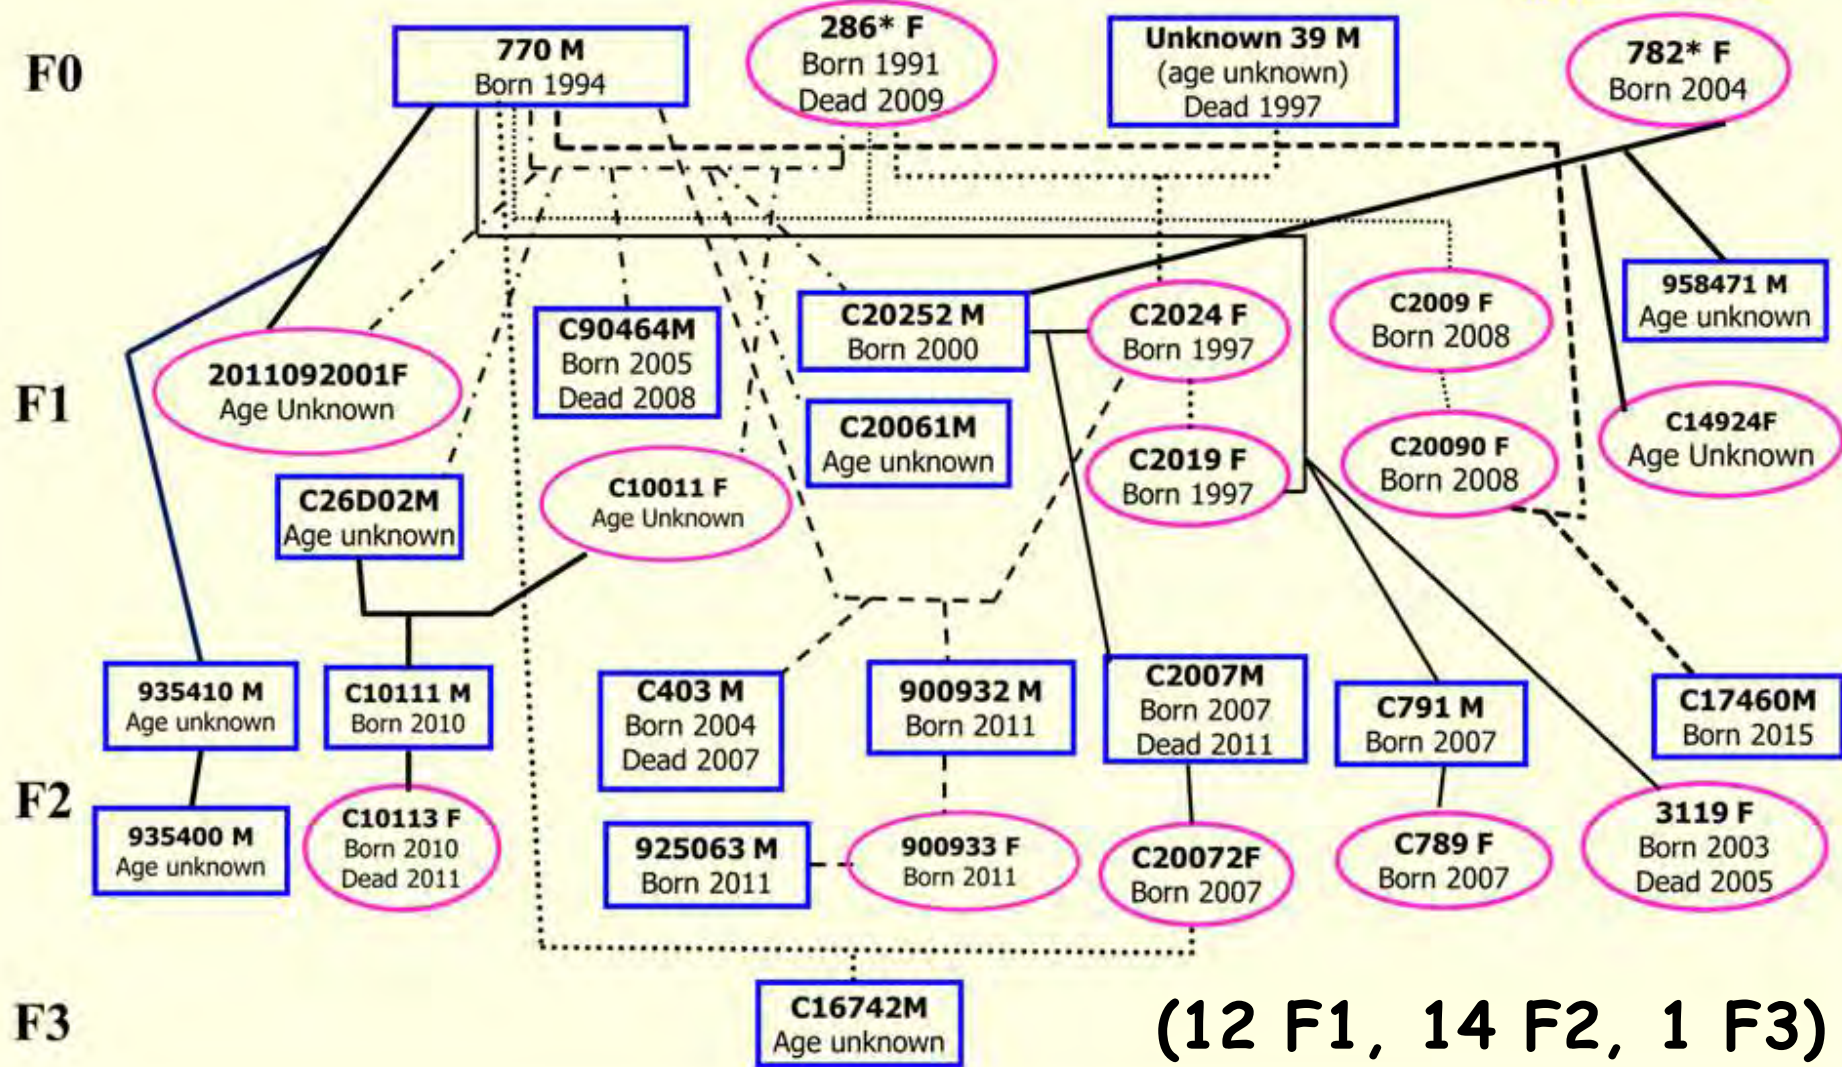 F0
770 M
Born 1994
286* F
Born 1991
Dead 2009
Unknown 39 M
(age unknown)
Dead 1997
782* F
Born 2004
F1
2011092001F
Age Unknown
C90464M
Born 2005
Dead 2008
C20252 M
Born 2000
C2024 F
Born 1997
C2009 F
Born 2008
958471 M
Age unknown
C26D02M
Age unknown
C10011 F
Age Unknown
C20061M
Age unknown
C2019 F
Born 1997
C20090 F
Born 2008
C14924F
Age Unknown
F2
935410 M
Age unknown
C10111 M
Born 2010
C403 M
Born 2004
Dead 2007
900932 M
Born 2011
C2007M
Born 2007
Dead 2011
C791 M
Born 2007
C17460M
Born 2015
935400 M
Age unknown
C10113 F
Born 2010
Dead 2011
925063 M
Born 2011
900933 F
Born 2011
C20072F
Born 2007
C789 F
Born 2007
3119 F
Born 2003
Dead 2005
F3
C16742M
Age unknown
(12 F1, 14 F2, 1 F3)